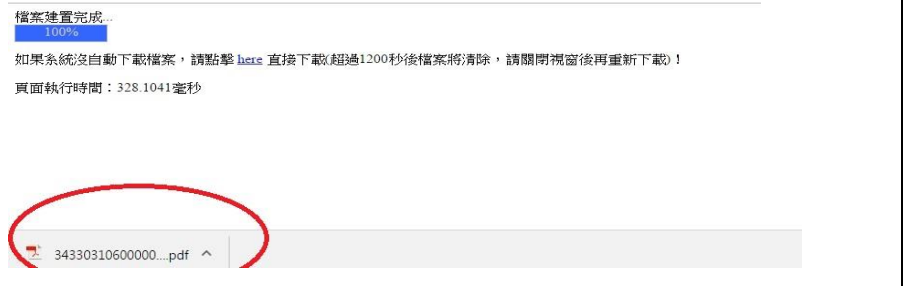 檔案建置完成...
100%
如果系統沒自動下載檔案，請點擊 here 直接下載(超過1200秒後檔案將清除，請關閉視窗後再重新下載)！
頁面執行時間：328.1041毫秒
34330310600000....pdf